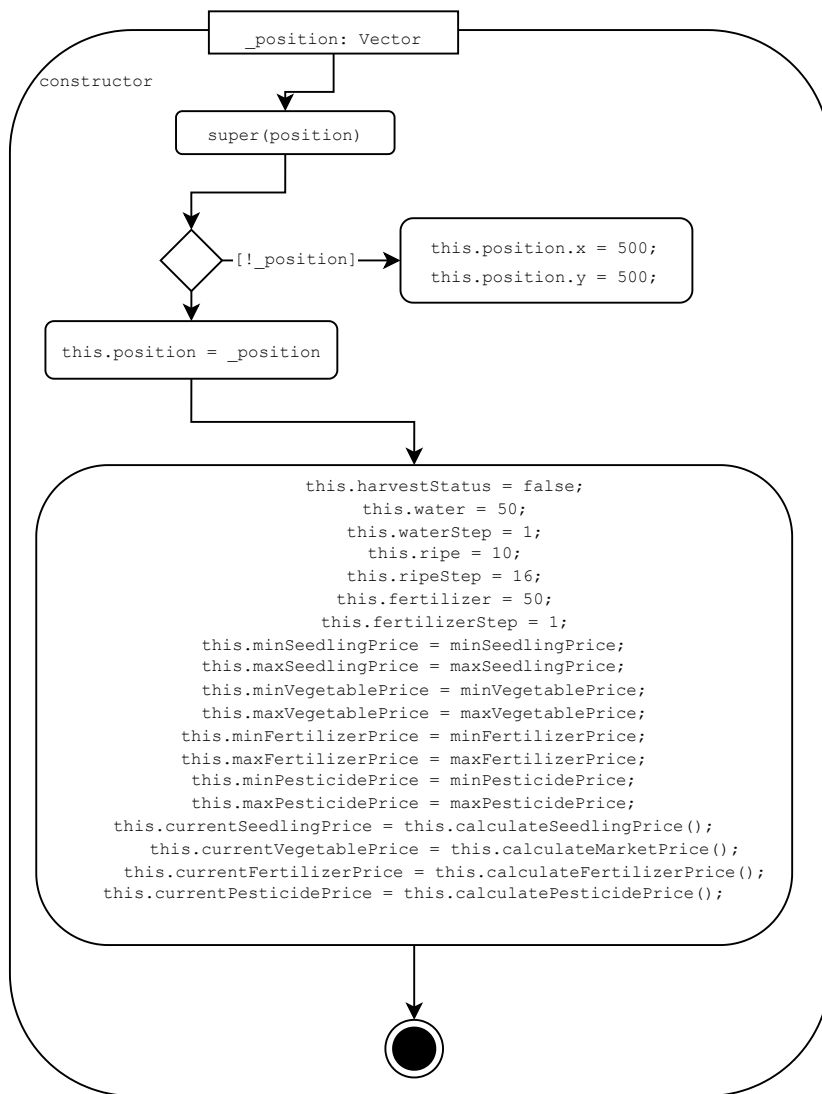 _position: Vector
constructor
super(position)
[!_position]
this.position.x = 500;
this.position.y = 500;
this.position = _position
this.harvestStatus = false;
this.water = 50;
this.waterStep = 1;
this.ripe = 10;
this.ripeStep = 16;
this.fertilizer = 50;
this.fertilizerStep = 1;
this.minSeedlingPrice = minSeedlingPrice;
this.maxSeedlingPrice = maxSeedlingPrice;
this.minVegetablePrice = minVegetablePrice;
this.maxVegetablePrice = maxVegetablePrice;
this.minFertilizerPrice = minFertilizerPrice;
this.maxFertilizerPrice = maxFertilizerPrice;
this.minPesticidePrice = minPesticidePrice;
this.maxPesticidePrice = maxPesticidePrice;
this.currentSeedlingPrice = this.calculateSeedlingPrice();
this.currentVegetablePrice = this.calculateMarketPrice();
this.currentFertilizerPrice = this.calculateFertilizerPrice();
this.currentPesticidePrice = this.calculatePesticidePrice();